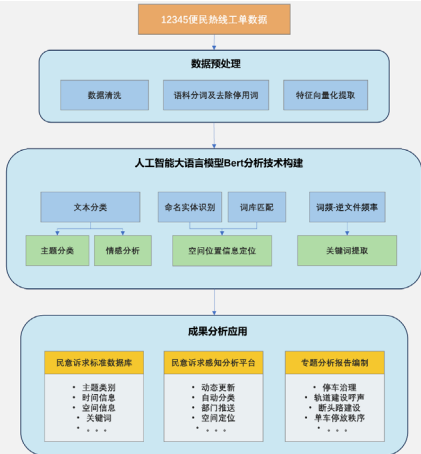 12345便民热线工单数据
数据预处理
数据清洗
语料分词及去除停用词
特征向量化提取
人工智能大语言模型Bert分析技术构建
文本分类
命名实体识别
词库匹配
词频-逆文件频率
主题分类
情感分析
空间位置信息定位
关键词提取
成果分析应用
民意诉求标准数据库
• 主题类别
• 时间信息
• 空间信息
• 关键词
• 。。。
民意诉求感知分析平台
• 动态更新
• 自动分类
• 部门推送
• 空间定位
• 。。。
专题分析报告编制
• 停车治理
• 轨道建设呼声
• 断头路建设
• 单车停放秩序
• 。。。